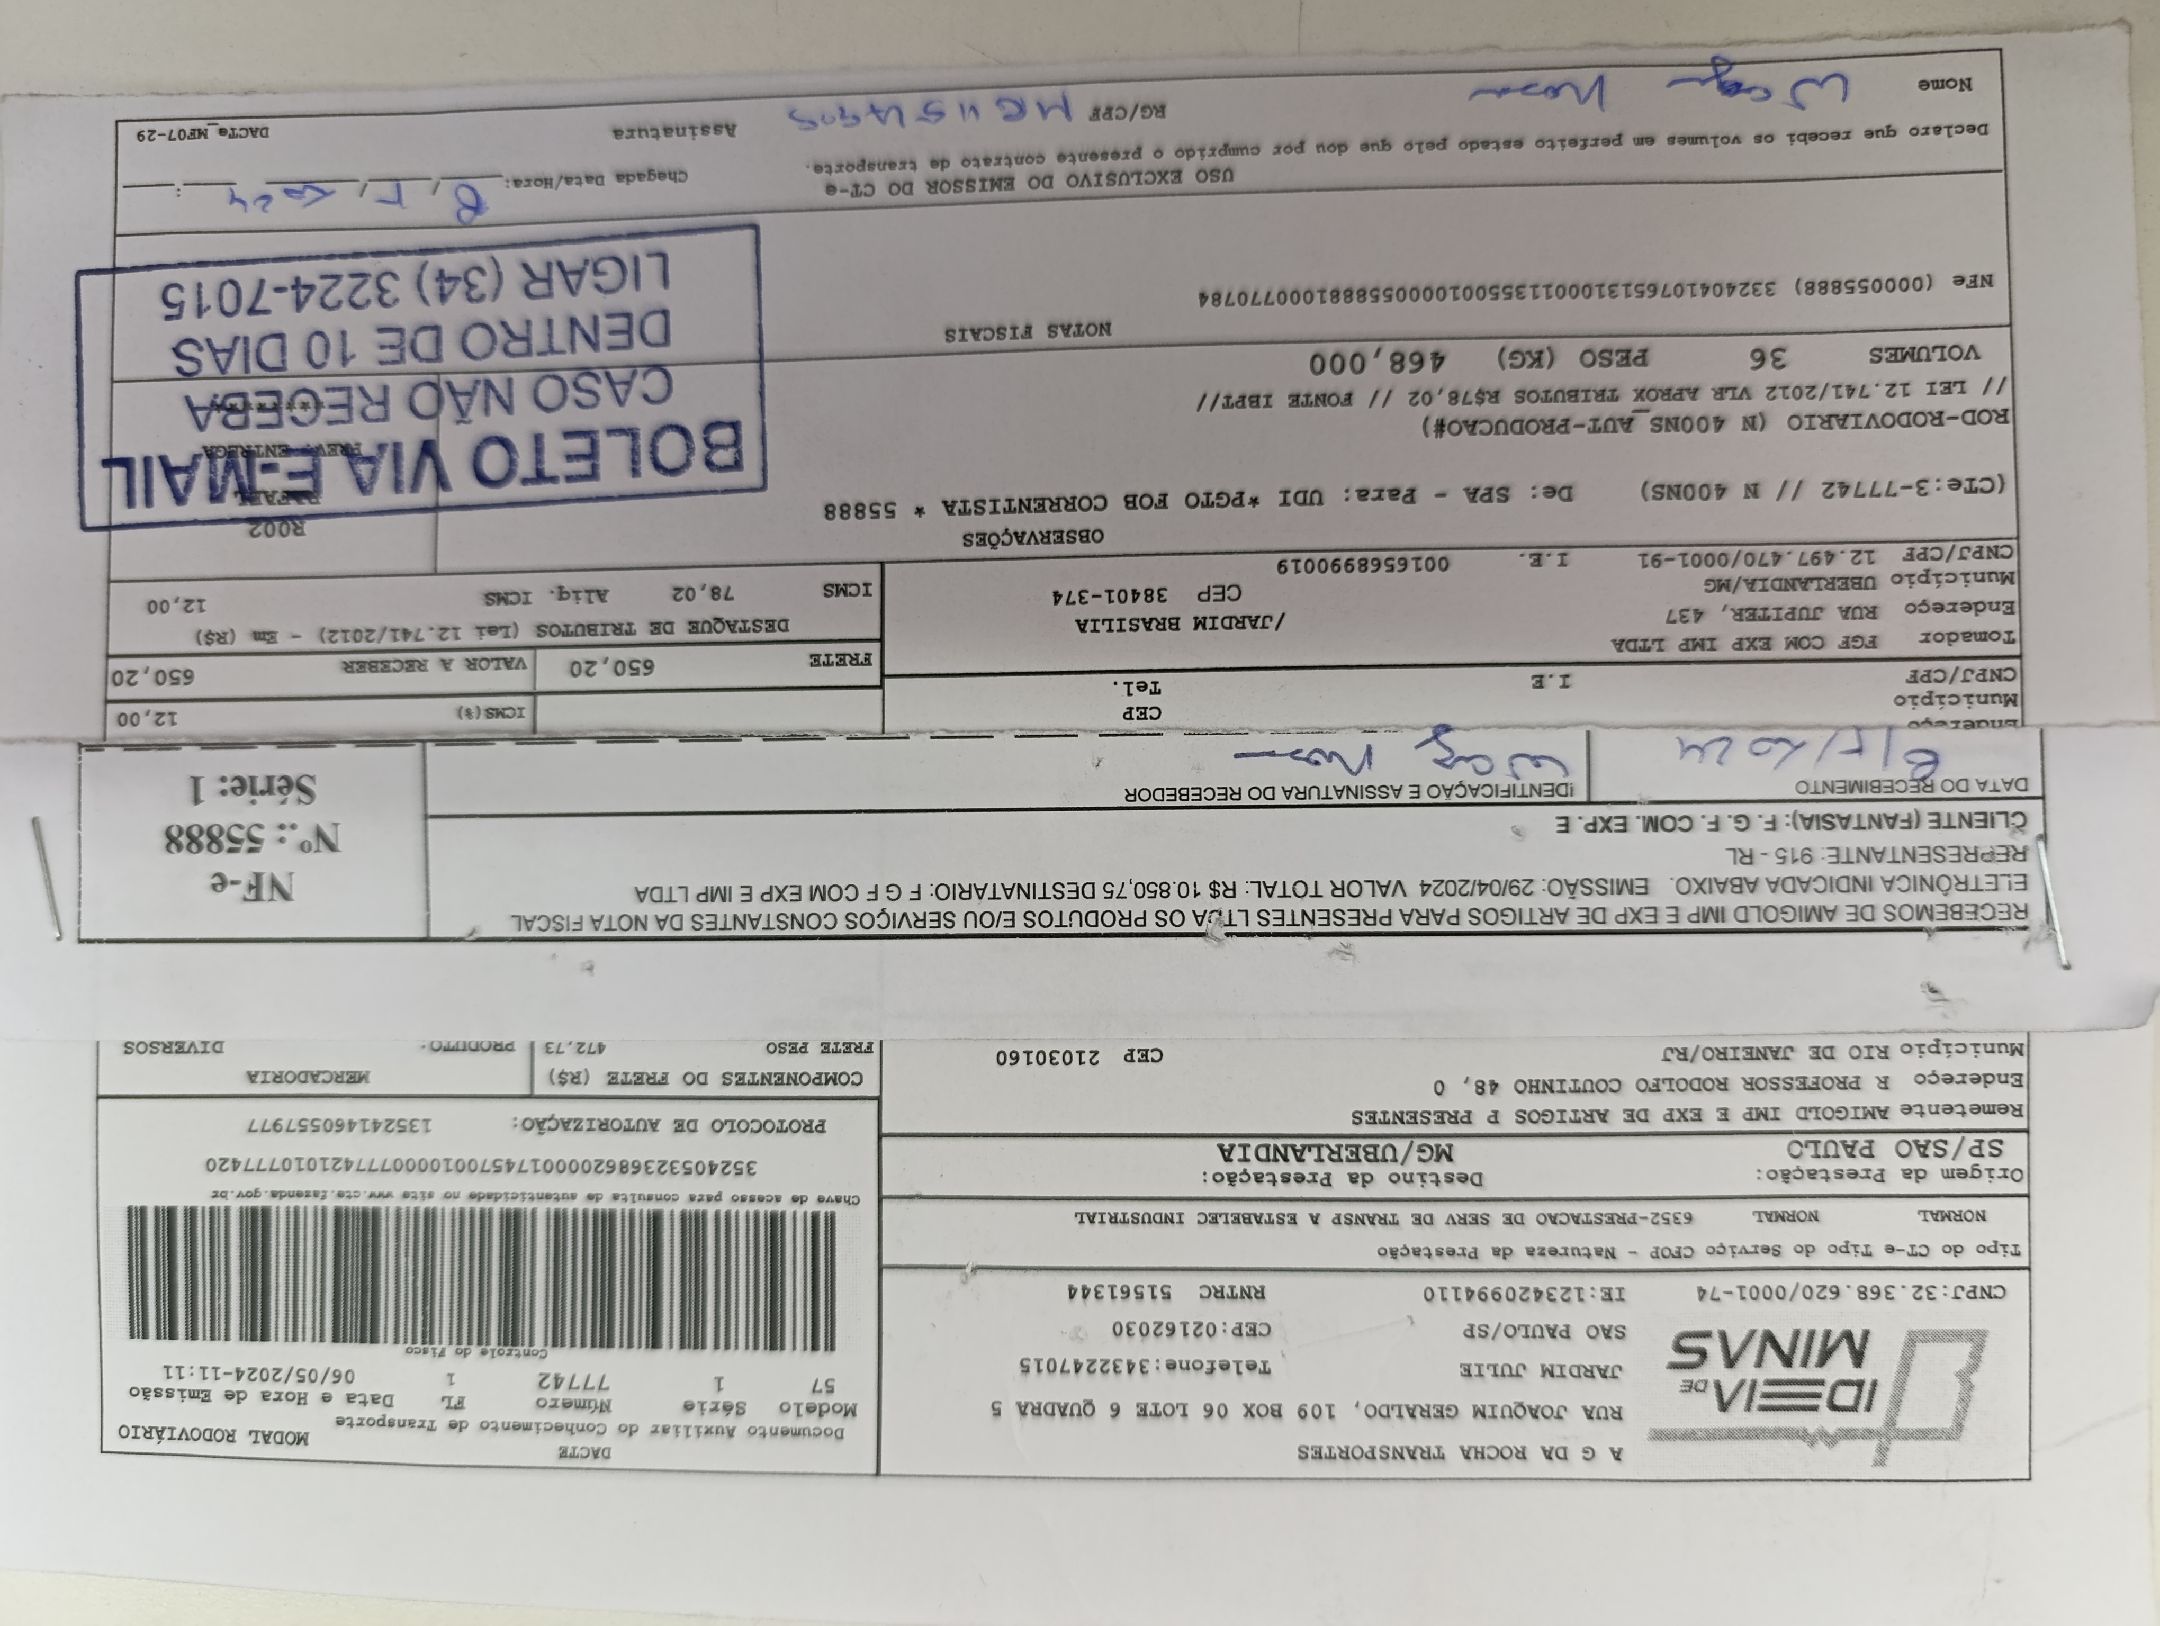 IDEIA DE MINAS
A G DA ROCHA TRANSPORTES
RUA JOAQUIM GERALDO, 109 BOX 06 LOTE 6 QUADRA 5
JARDIM JULIE Telefone:3432247015
SAO PAULO/SP CEP:02162030
CNPJ:32.368.620/0001-74 IE:123420994110 RNTRC 51561344
DACTE
Documento Auxiliar do Conhecimento de Transporte MODAL RODOVIÁRIO
Modelo Série Número FL Data e Hora de Emissão
57 1 77742 1 06/05/2024-11:11
Controle do Fisco
Chave de acesso para consulta de autenticidade no site www.cte.fazenda.gov.br
35240532368620000174570010000777421010777420
PROTOCOLO DE AUTORIZAÇÃO: 135241460557977
Tipo do CT-e Tipo do Serviço CFOP - Natureza da Prestação
NORMAL NORMAL 6352-PRESTACAO DE SERV DE TRANSP A ESTABELEC INDUSTRIAL
Origem da Prestação: Destino da Prestação:
SP/SAO PAULO MG/UBERLANDIA
Remetente AMIGOLD IMP E EXP DE ARTIGOS P PRESENTES
Endereço R PROFESSOR RODOLFO COUTINHO 48, 0
Município RIO DE JANEIRO/RJ CEP 21030160
COMPONENTES DO FRETE (R$) MERCADORIA
FRETE PESO 472,73 PRODUTO. DIVERSOS
RECEBEMOS DE AMIGOLD IMP E EXP DE ARTIGOS PARA PRESENTES LTDA OS PRODUTOS E/OU SERVIÇOS CONSTANTES DA NOTA FISCAL
ELETRÔNICA INDICADA ABAIXO. EMISSÃO: 29/04/2024 VALOR TOTAL: R$ 10.850,75 DESTINATÁRIO: F G F COM EXP E IMP LTDA
REPRESENTANTE: 915 - RL
CLIENTE (FANTASIA): F. G. F. COM. EXP. E
DATA DO RECEBIMENTO IDENTIFICAÇÃO E ASSINATURA DO RECEBEDOR
NF-e
Nº.: 55888
Série: 1
Endereço
Município CEP
CNPJ/CPF I.E Tel.
ICMS(%) 12,00
FRETE 650,20 VALOR A RECEBER 650,20
Tomador FGF COM EXP IMP LTDA
Endereço RUA JUPITER, 437 /JARDIM BRASILIA
Município UBERLANDIA/MG CEP 38401-374
CNPJ/CPF 12.497.470/0001-91 I.E. 0016568990019
DESTAQUE DE TRIBUTOS (Lei 12.741/2012) - Em (R$)
ICMS 78,02 Aliq. ICMS 12,00
OBSERVAÇÕES
(CTe:3-77742 // N 400NS) De: SPA - Para: UDI *PGTO FOB CORRENTISTA * 55888
ROD-RODOVIARIO (N 400NS_AUT-PRODUCAO#)
// LEI 12.741/2012 VLR APROX TRIBUTOS R$78,02 // FONTE IBPT//
R002
RAFAEL
PREV. ENTREGA
VOLUMES 36 PESO (KG) 468,000
BOLETO VIA E-MAIL
CASO NÃO RECEBA
DENTRO DE 10 DIAS
LIGAR (34) 3224-7015
NOTAS FISCAIS
NFe (00055888) 33240410765131000113550010000558881000770784
USO EXCLUSIVO DO EMISSOR DO CT-e
Chegada Data/Hora:
Declaro que recebi os volumes em perfeito estado pelo que dou por cumprido o presente contrato de transporte.
Nome RG/CPF Assinatura DACTe_MF07-29